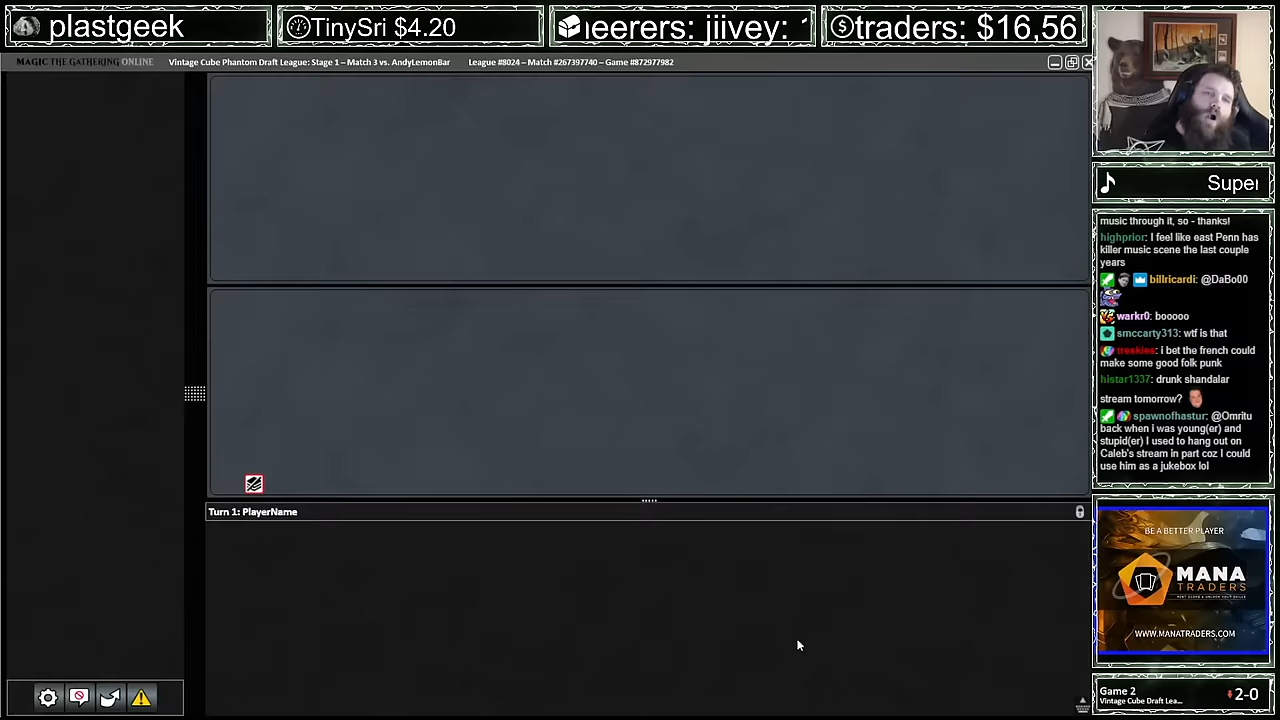 plastgeek
TinySri $4.20
ieerers: jiivey:
traders: $16,56
MAGIC THE GATHERING ONLINE
Vintage Cube Phantom Draft League: Stage 1 – Match 3 vs. AndyLemonBar
League #8024 – Match #267397740 – Game #872977982
Super
music through it, so - thanks!
highprior: I feel like east Penn has
killer music scene the last couple
years
billricardi: @DaBo00
warkr0: booooo
smccarty313: wtf is that
treskies: i bet the french could
make some good folk punk
histar1337: drunk shandalar
stream tomorrow?
spawnofhastur: @Omritu
back when i was young(er) and
stupid(er) I used to hang out on
Caleb's stream in part coz I could
use him as a jukebox lol
Turn 1: PlayerName
BE A BETTER PLAYER
MANA
TRADERS
WWW.MANATRADERS.COM
Game 2
Vintage Cube Draft Lea...
2-0